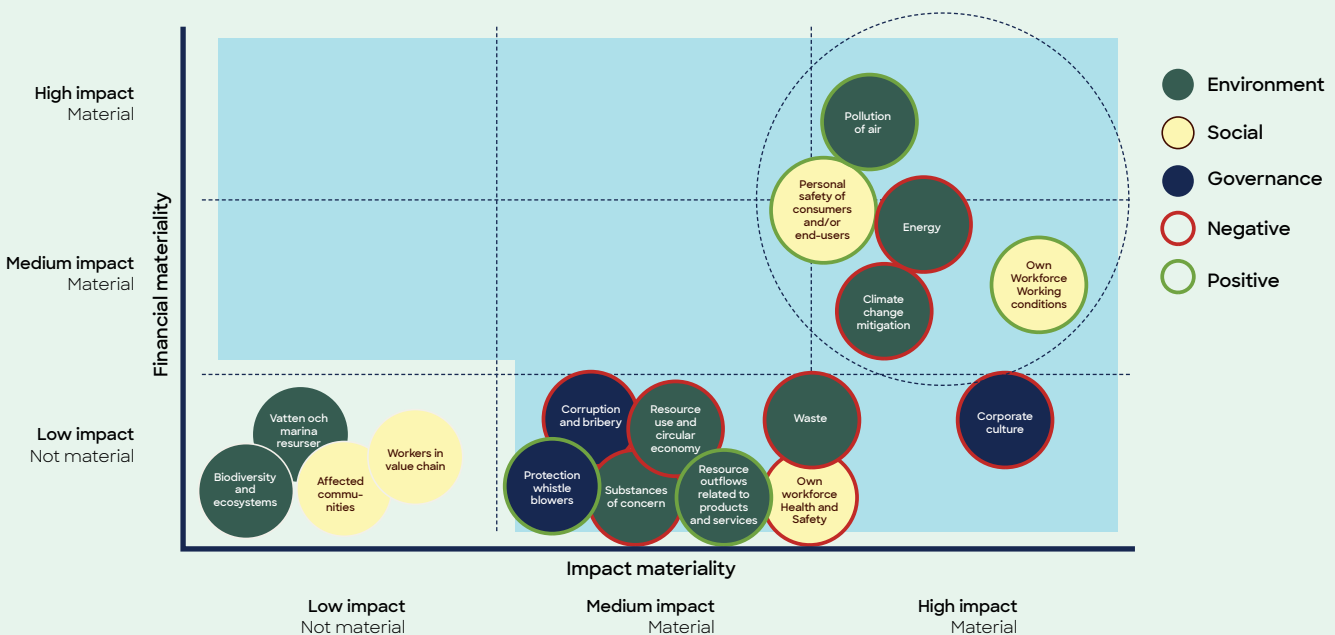 High impact
Material
Medium impact
Material
Low impact
Not material
Financial materiality
Pollution
of air
Personal
safety of
consumers
and/or
end-users
Energy
Own
Workforce
Working
conditions
Climate
change
mitigation
Vatten och
marina
resurser
Workers in
value chain
Biodiversity
and
ecosystems
Affected
commu-
nities
Corruption
and bribery
Resource
use and
circular
economy
Waste
Corporate
culture
Protection
whistle
blowers
Substances
of concern
Resource
outflows
related to
products
and services
Own
workforce
Health and
Safety
Impact materiality
Low impact
Not material
Medium impact
Material
High impact
Material
Environment
Social
Governance
Negative
Positive